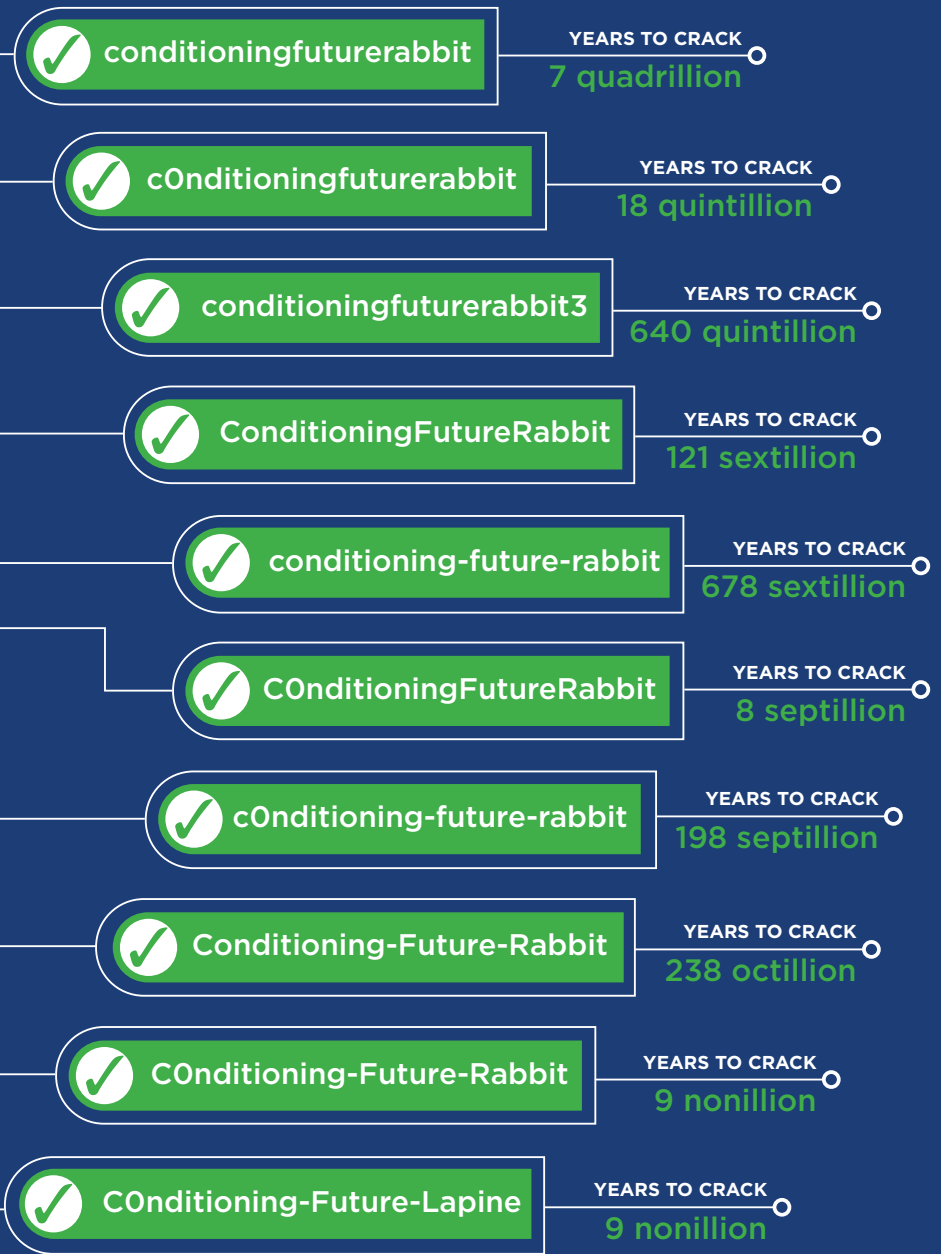 conditioningfuturerabbit
YEARS TO CRACK
7 quadrillion
c0nditioningfuturerabbit
YEARS TO CRACK
18 quintillion
conditioningfuturerabbit3
YEARS TO CRACK
640 quintillion
ConditioningFutureRabbit
YEARS TO CRACK
121 sextillion
conditioning-future-rabbit
YEARS TO CRACK
678 sextillion
C0nditioningFutureRabbit
YEARS TO CRACK
8 septillion
c0nditioning-future-rabbit
YEARS TO CRACK
198 septillion
Conditioning-Future-Rabbit
YEARS TO CRACK
238 octillion
C0nditioning-Future-Rabbit
YEARS TO CRACK
9 nonillion
C0nditioning-Future-Lapine
YEARS TO CRACK
9 nonillion